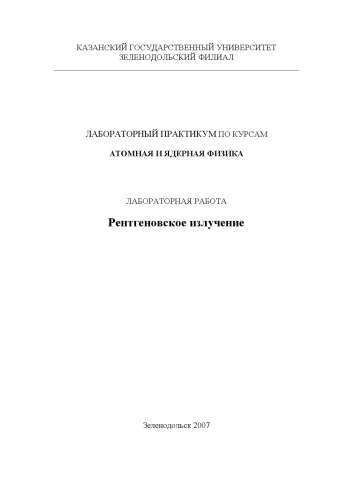 КАЗАНСКИЙ ГОСУДАРСТВЕННЫЙ УНИВЕРСИТЕТ
ЗЕЛЕНОДОЛЬСКИЙ ФИЛИАЛ
ЛАБОРАТОРНЫЙ ПРАКТИКУМ ПО КУРСАМ
АТОМНАЯ И ЯДЕРНАЯ ФИЗИКА
ЛАБОРАТОРНАЯ РАБОТА
Рентгеновское излучение
Зеленодольск 2007